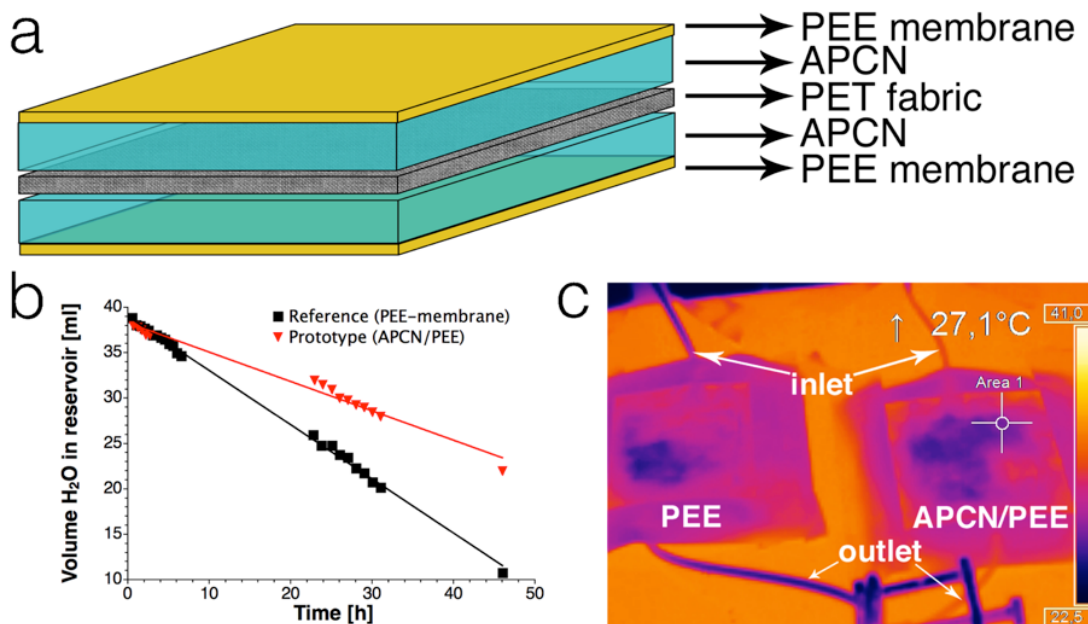 a
PEE membrane
APCN
PET fabric
APCN
PEE membrane
b
Volume H₂O in reservoir [ml]
40
35
30
25
20
15
10
Reference (PEE-membrane)
Prototype (APCN/PEE)
0
10
20
30
40
50
Time [h]
c
↑ 27,1°C
41.0
inlet
Area 1
PEE
APCN/PEE
outlet
22.5